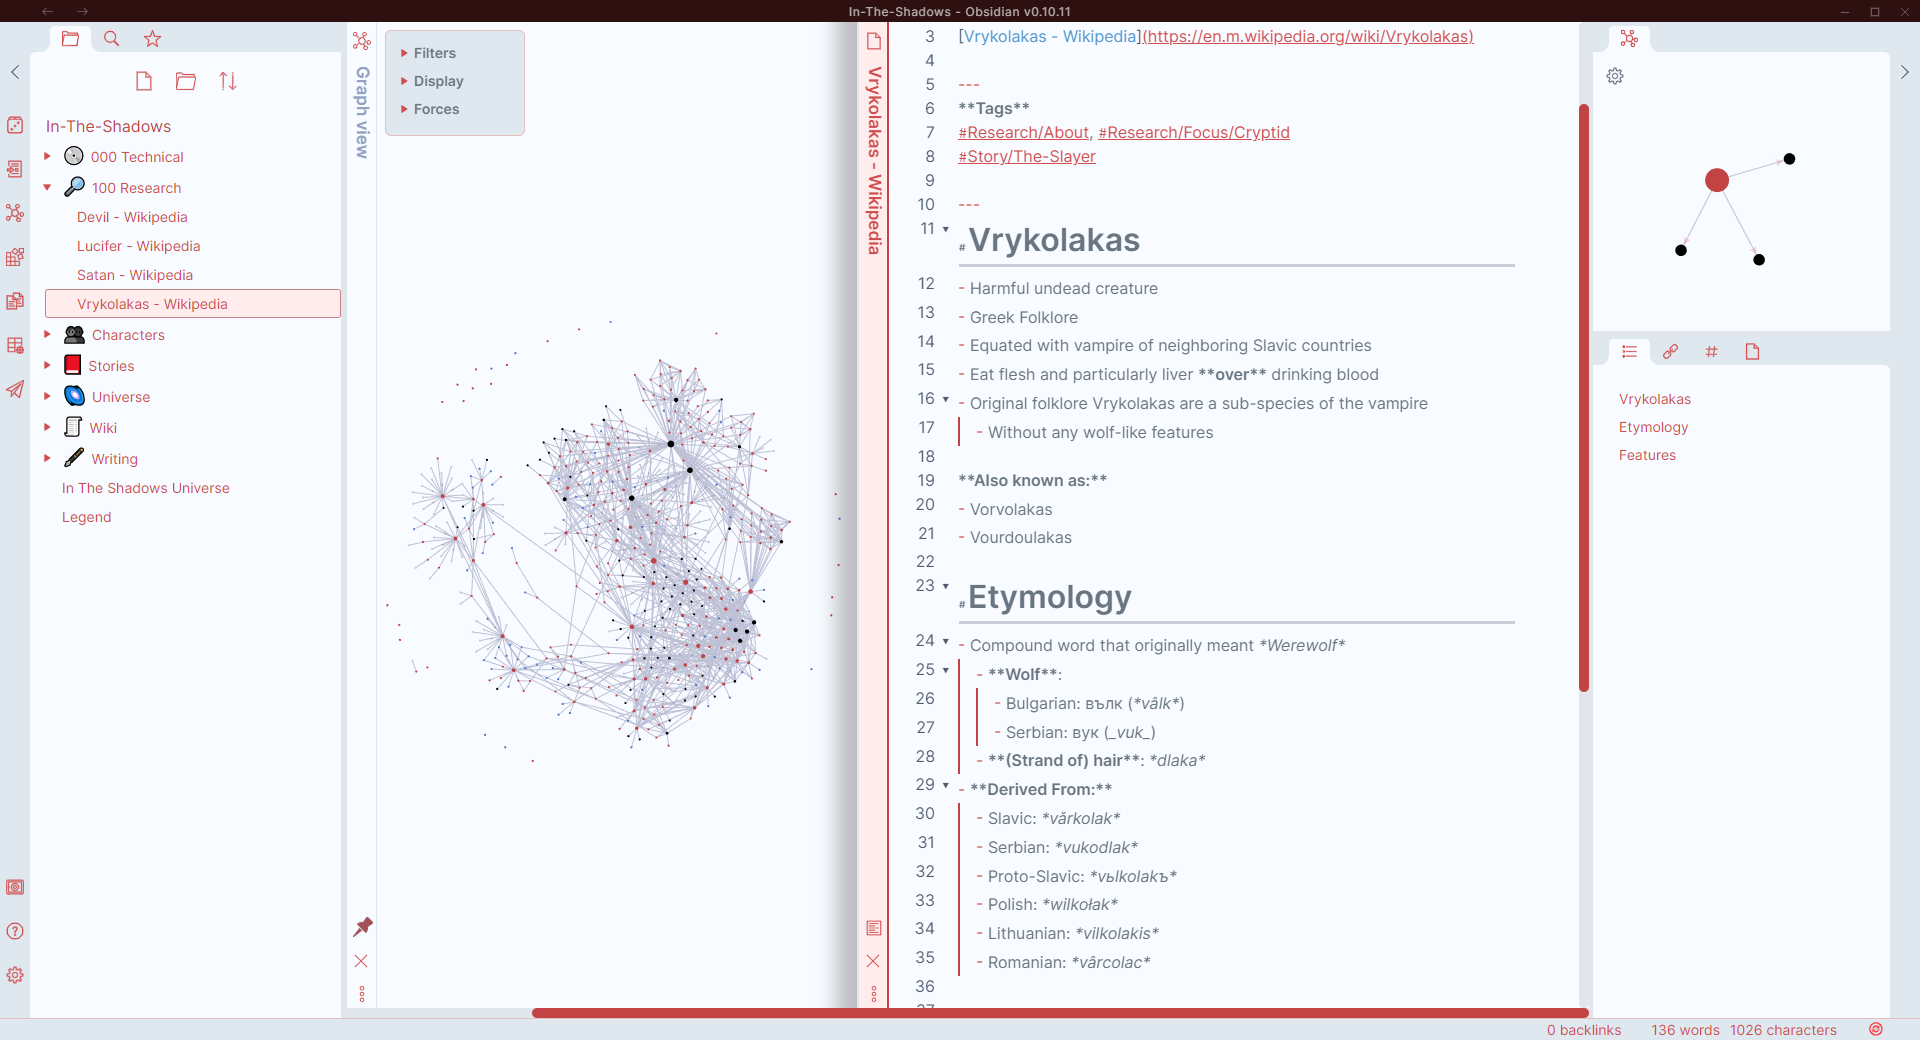 In-The-Shadows - Obsidian v0.10.11
In-The-Shadows
000 Technical
100 Research
Devil - Wikipedia
Lucifer - Wikipedia
Satan - Wikipedia
Vrykolakas - Wikipedia
Characters
Stories
Universe
Wiki
Writing
In The Shadows Universe
Legend
Graph view
Filters
Display
Forces
Vrykolakas - Wikipedia
3 [Vrykolakas - Wikipedia](https://en.m.wikipedia.org/wiki/Vrykolakas)
4
5 ---
6 **Tags**
7 #Research/About, #Research/Focus/Cryptid
8 #Story/The-Slayer
9
10 ---
11 # Vrykolakas
12 - Harmful undead creature
13 - Greek Folklore
14 - Equated with vampire of neighboring Slavic countries
15 - Eat flesh and particularly liver **over** drinking blood
16 - Original folklore Vrykolakas are a sub-species of the vampire
17 - Without any wolf-like features
18
19 **Also known as:**
20 - Vorvolakas
21 - Vourdoulakas
22
23 # Etymology
24 - Compound word that originally meant *Werewolf*
25 - **Wolf**:
26 - Bulgarian: вълк (*vâlk*)
27 - Serbian: вук (_vuk_)
28 - **(Strand of) hair**: *dlaka*
29 - **Derived From:**
30 - Slavic: *vărkolak*
31 - Serbian: *vukodlak*
32 - Proto-Slavic: *vьlkolakъ*
33 - Polish: *wilkołak*
34 - Lithuanian: *vilkolakis*
35 - Romanian: *vârcolac*
36
Vrykolakas
Etymology
Features
0 backlinks 136 words 1026 characters